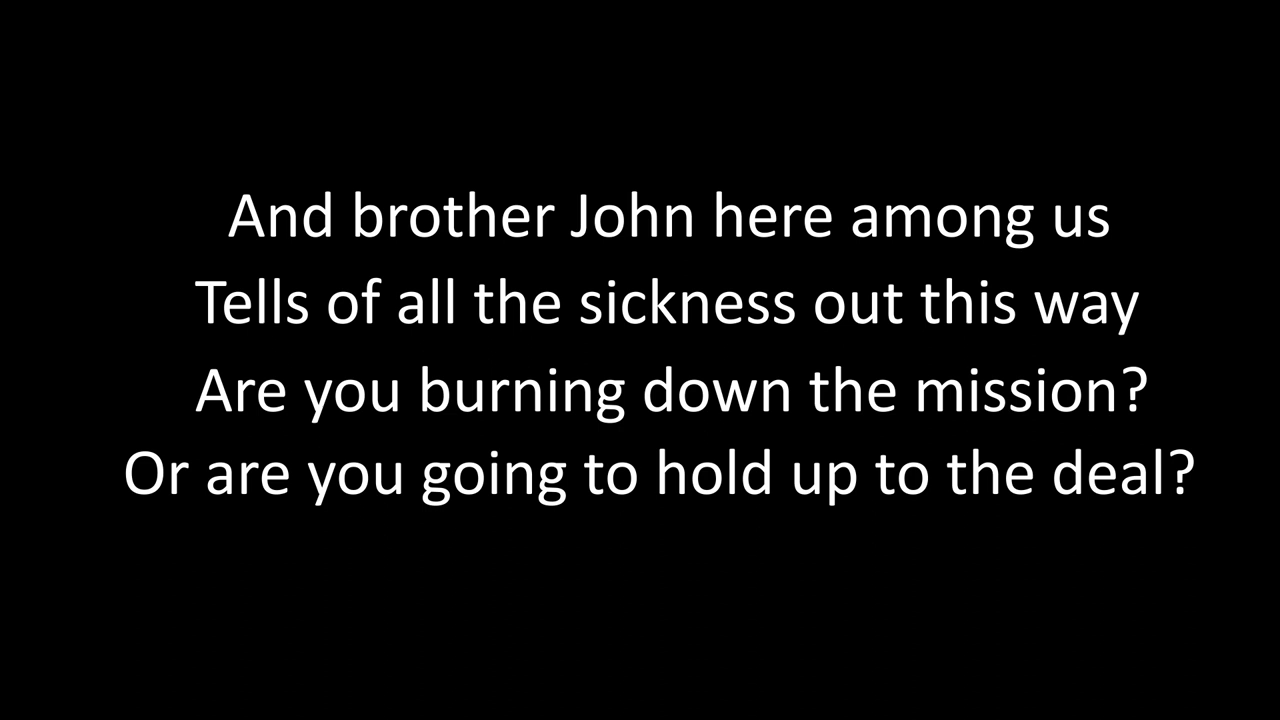 And brother John here among us
Tells of all the sickness out this way
Are you burning down the mission?
Or are you going to hold up to the deal?